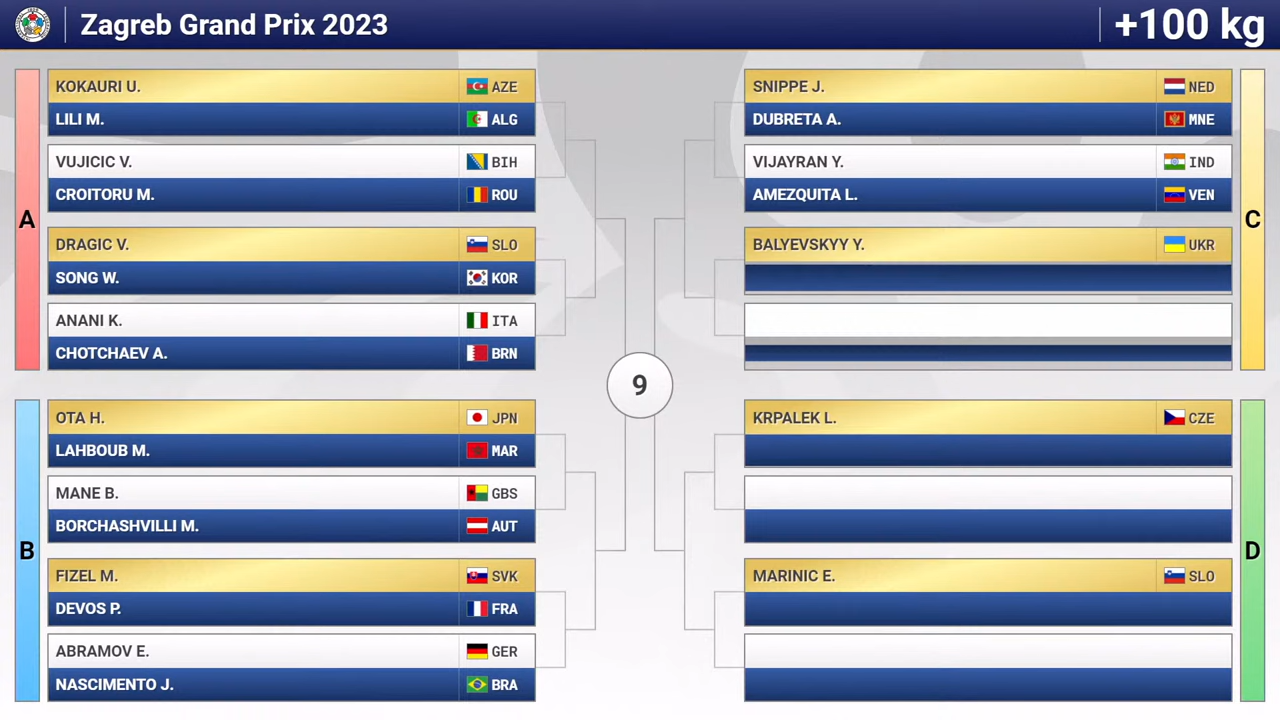 Zagreb Grand Prix 2023
+100 kg
A
KOKAURI U. AZE
LILI M. ALG
VUJICIC V. BIH
CROITORU M. ROU
DRAGIC V. SLO
SONG W. KOR
ANANI K. ITA
CHOTCHAEV A. BRN
B
OTA H. JPN
LAHBOUB M. MAR
MANE B. GBS
BORCHASHVILLI M. AUT
FIZEL M. SVK
DEVOS P. FRA
ABRAMOV E. GER
NASCIMENTO J. BRA
9
SNIPPE J. NED
DUBRETA A. MNE
VIJAYRAN Y. IND
AMEZQUITA L. VEN
BALYEVSKYY Y. UKR
C
KRPALEK L. CZE
MARINIC E. SLO
D